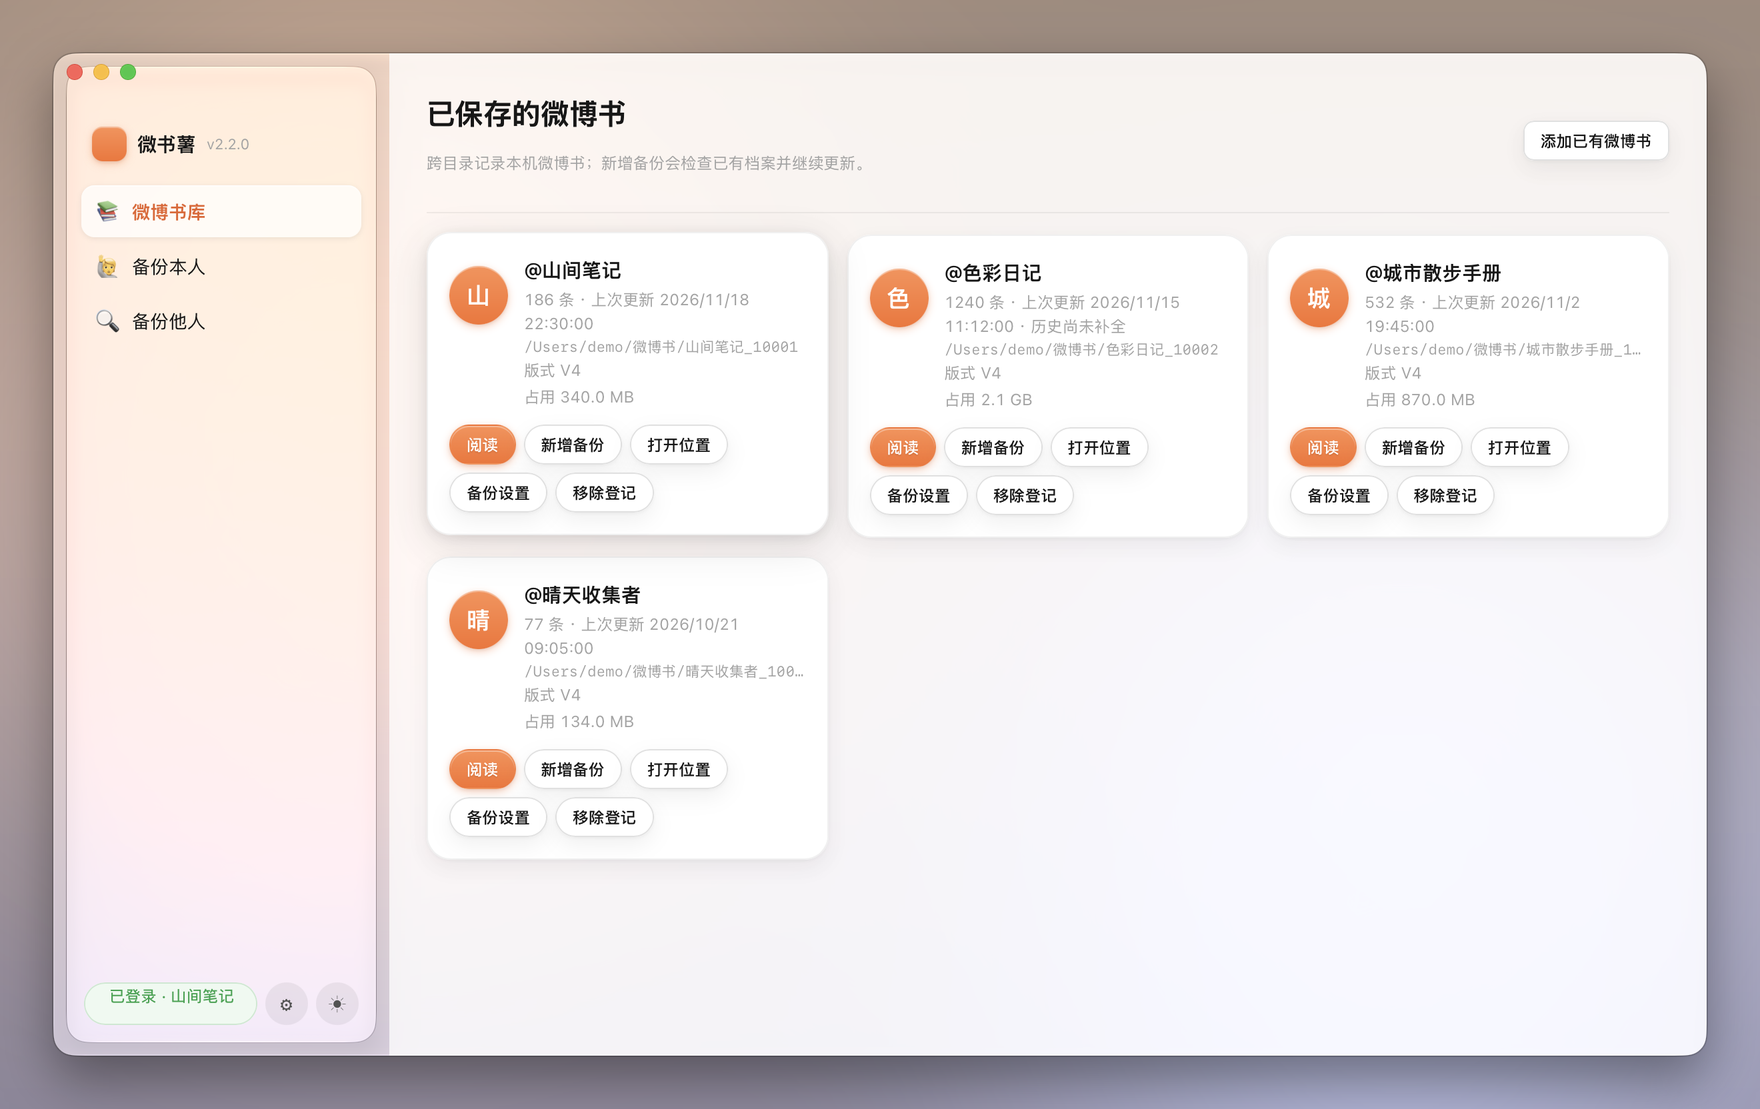 微书薯 v2.2.0
微博书库
备份本人
备份他人
已登录 · 山间笔记
已保存的微博书
跨目录记录本机微博书；新增备份会检查已有档案并继续更新。
添加已有微博书
山
@山间笔记
186 条 · 上次更新 2026/11/18
22:30:00
/Users/demo/微博书/山间笔记_10001
版式 V4
占用 340.0 MB
阅读 新增备份 打开位置
备份设置 移除登记
色
@色彩日记
1240 条 · 上次更新 2026/11/15
11:12:00 · 历史尚未补全
/Users/demo/微博书/色彩日记_10002
版式 V4
占用 2.1 GB
阅读 新增备份 打开位置
备份设置 移除登记
城
@城市散步手册
532 条 · 上次更新 2026/11/2
19:45:00
/Users/demo/微博书/城市散步手册_1…
版式 V4
占用 870.0 MB
阅读 新增备份 打开位置
备份设置 移除登记
晴
@晴天收集者
77 条 · 上次更新 2026/10/21
09:05:00
/Users/demo/微博书/晴天收集者_100…
版式 V4
占用 134.0 MB
阅读 新增备份 打开位置
备份设置 移除登记